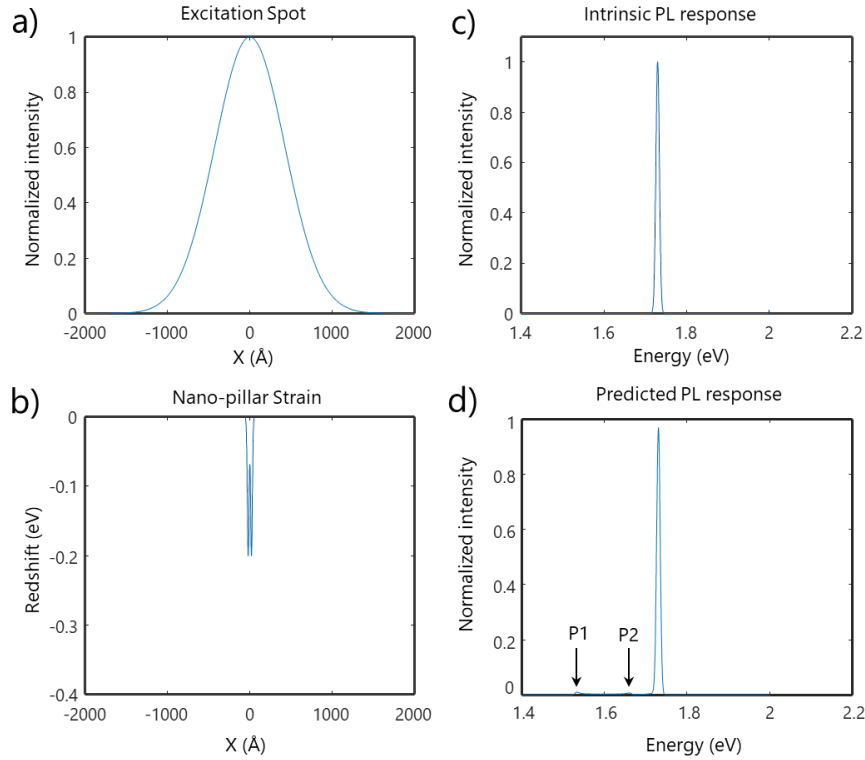 a)
Excitation Spot
Normalized intensity
1
0.8
0.6
0.4
0.2
0
-2000
-1000
0
1000
2000
X (Å)
c)
Intrinsic PL response
Normalized intensity
1
0.8
0.6
0.4
0.2
0
1.4
1.6
1.8
2
2.2
Energy (eV)
b)
Nano-pillar Strain
Redshift (eV)
0
-0.1
-0.2
-0.3
-0.4
-2000
-1000
0
1000
2000
X (Å)
d)
Predicted PL response
Normalized intensity
1
0.8
0.6
0.4
0.2
0
P1
P2
1.4
1.6
1.8
2
2.2
Energy (eV)